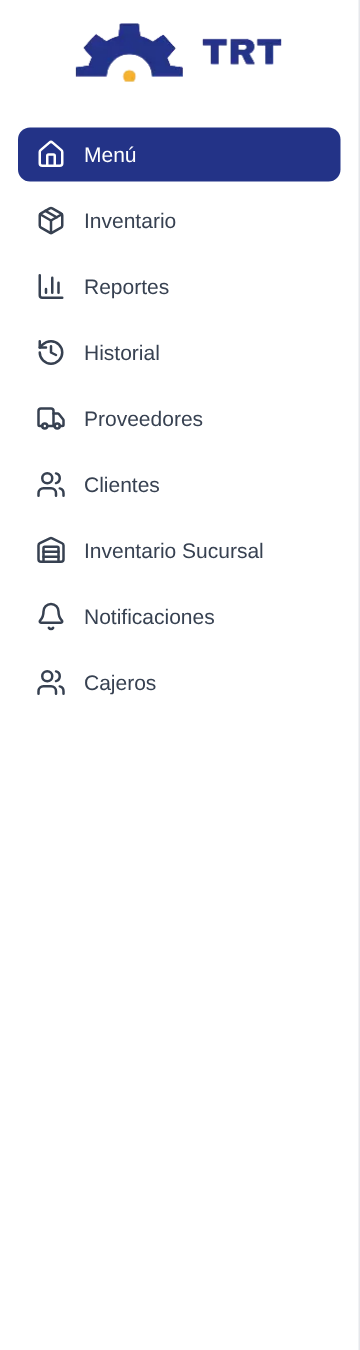 TRT
Menú
Inventario
Reportes
Historial
Proveedores
Clientes
Inventario Sucursal
Notificaciones
Cajeros